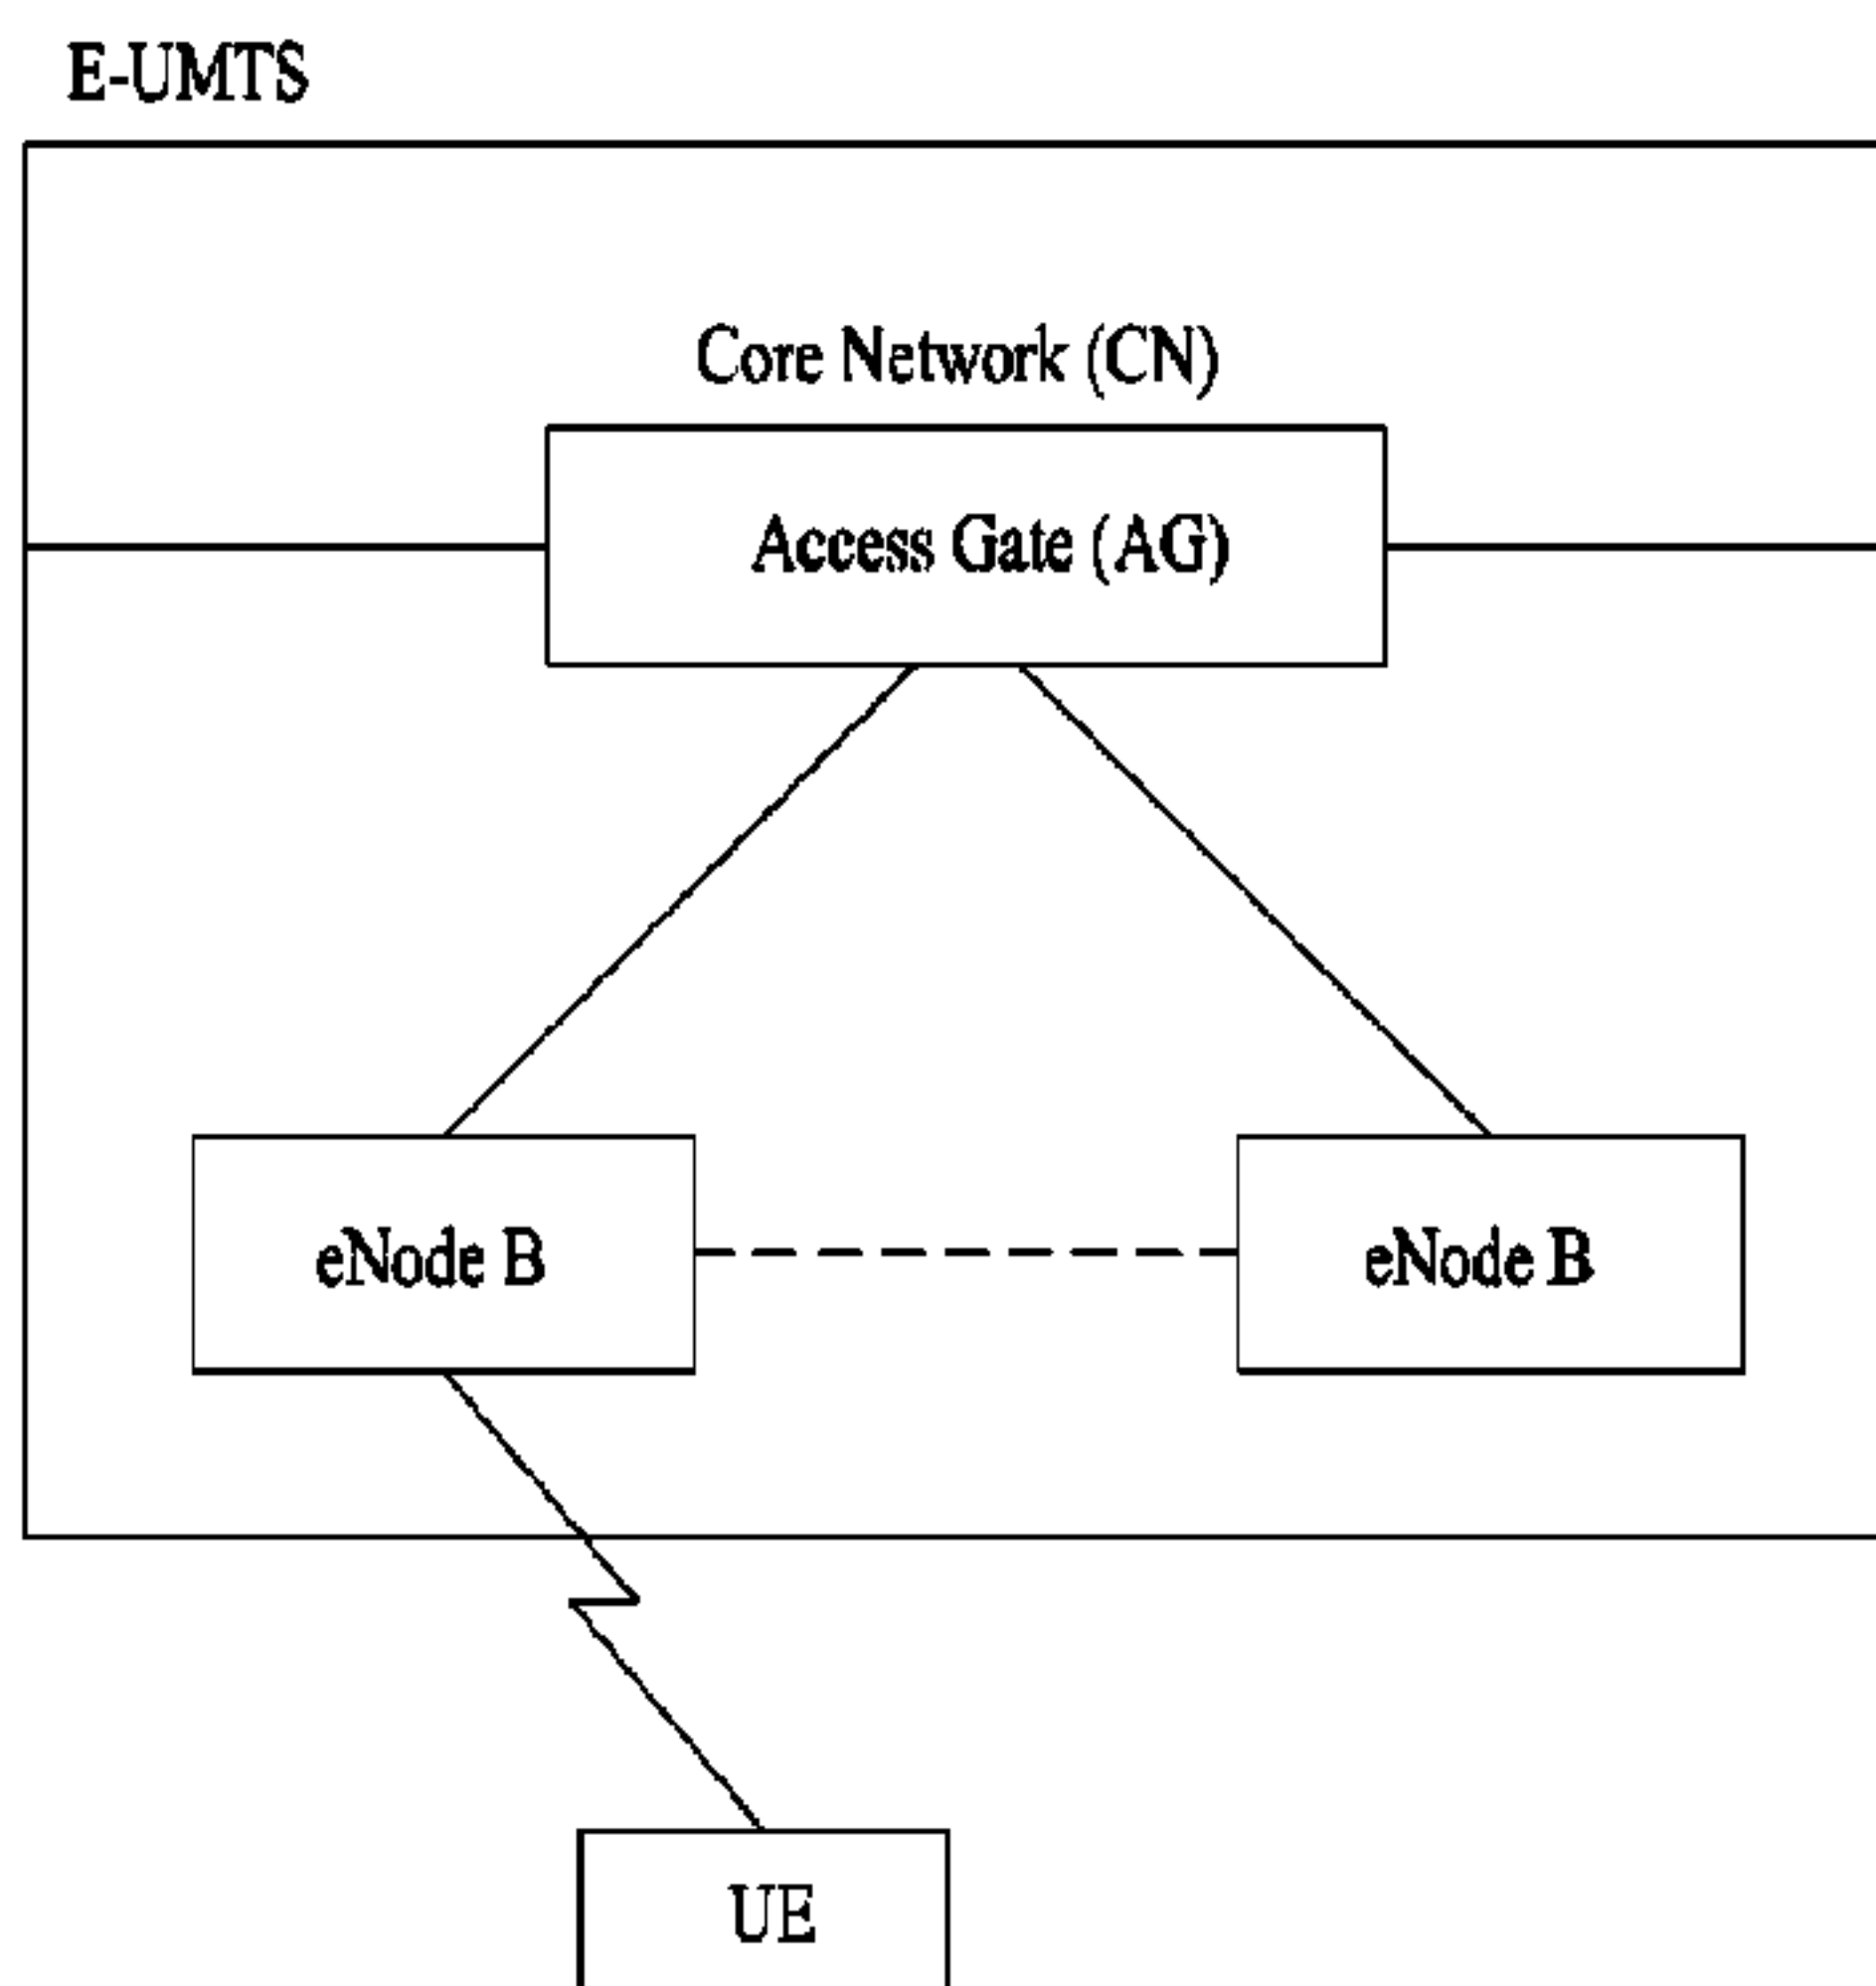 E-UMTS
Core Network (CN)
Access Gate (AG)
eNode B
eNode B
UE